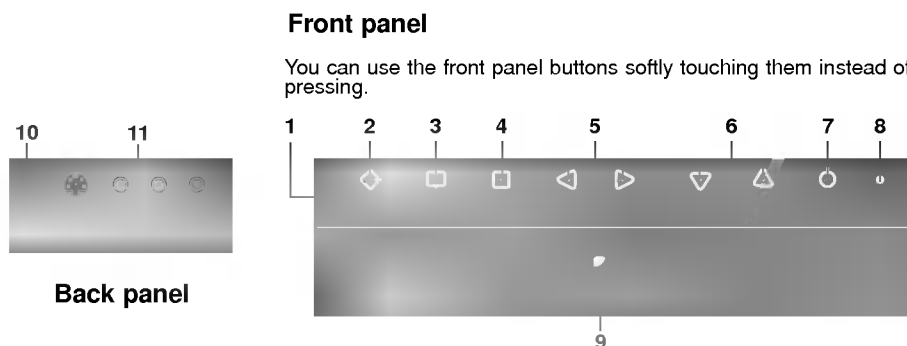 Front panel
You can use the front panel buttons softly touching them instead of
pressing.
10 11
1 2 3 4 5 6 7 8
Back panel
9